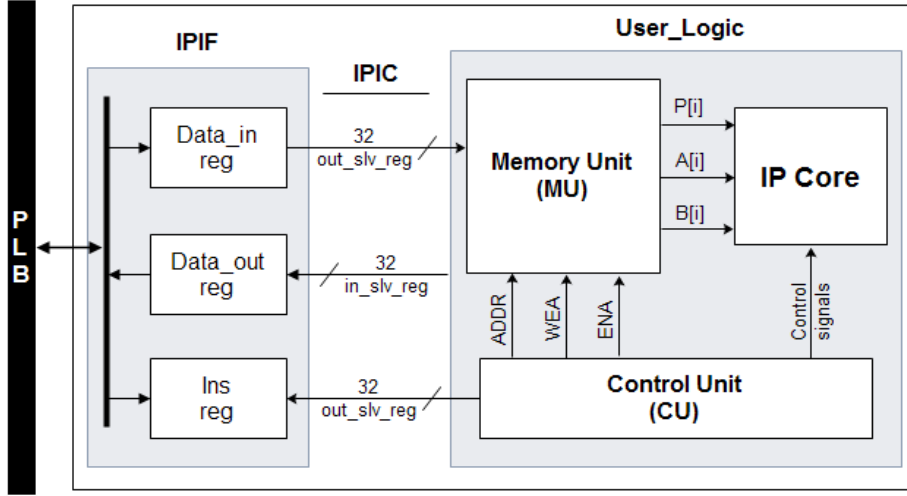 User_Logic
IPIF
IPIC
P
L
B
Data_in
reg
32
out_slv_reg
Memory Unit
(MU)
P[i]
A[i]
B[i]
IP Core
Data_out
reg
32
in_slv_reg
ADDR
WEA
ENA
Control
signals
Ins
reg
32
out_slv_reg
Control Unit
(CU)